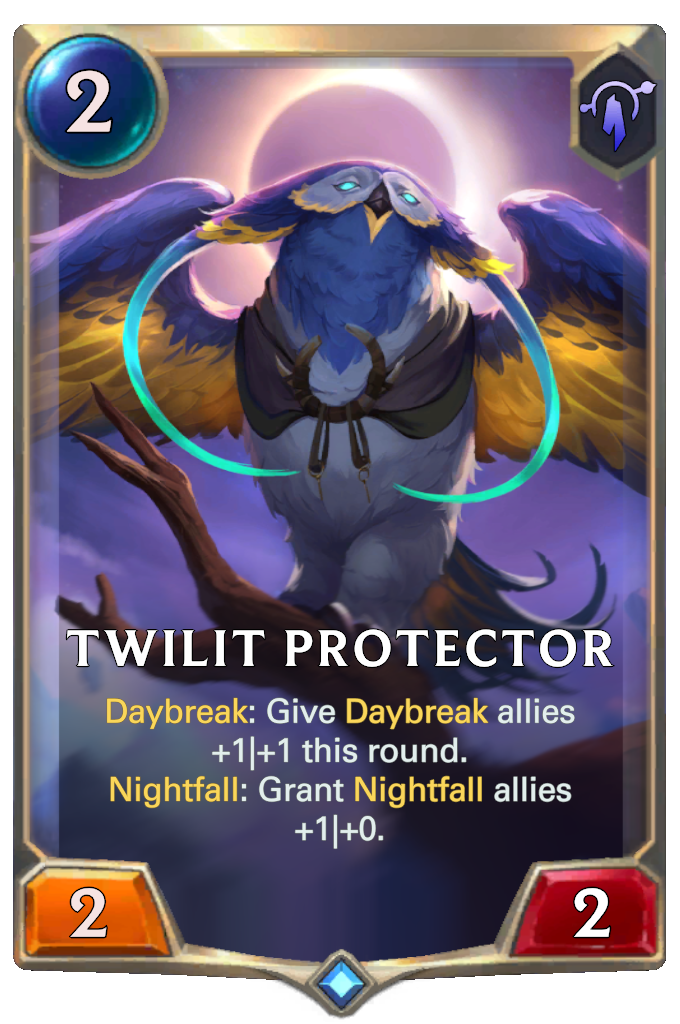 2
TWILIT PROTECTOR
Daybreak: Give Daybreak allies
+1|+1 this round.
Nightfall: Grant Nightfall allies
+1|+0.
2
2